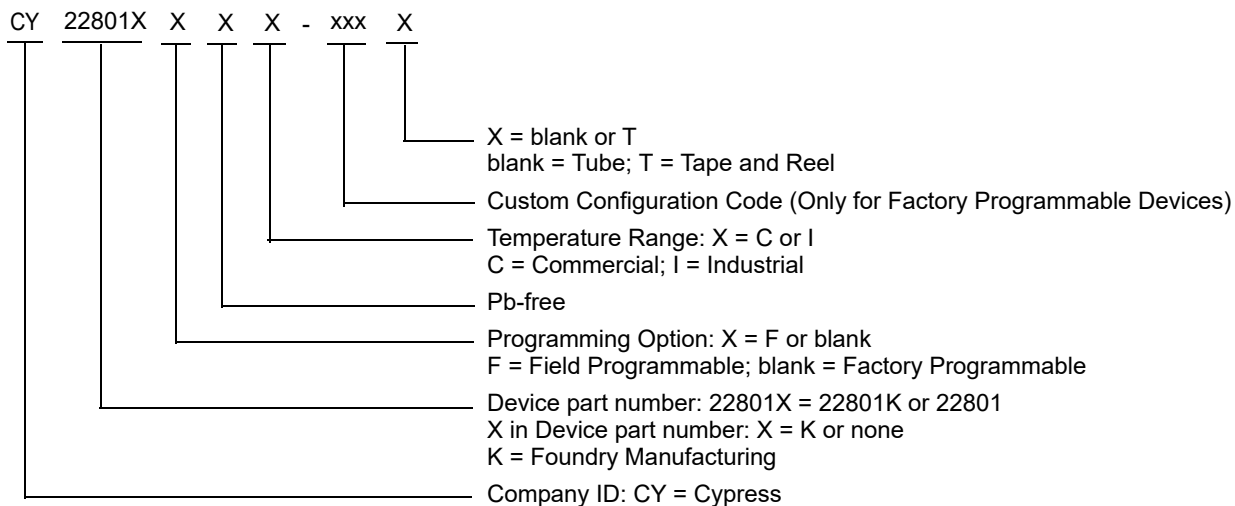 CY 22801X X X X - xxx X
X = blank or T
blank = Tube; T = Tape and Reel
Custom Configuration Code (Only for Factory Programmable Devices)
Temperature Range: X = C or I
C = Commercial; I = Industrial
Pb-free
Programming Option: X = F or blank
F = Field Programmable; blank = Factory Programmable
Device part number: 22801X = 22801K or 22801
X in Device part number: X = K or none
K = Foundry Manufacturing
Company ID: CY = Cypress